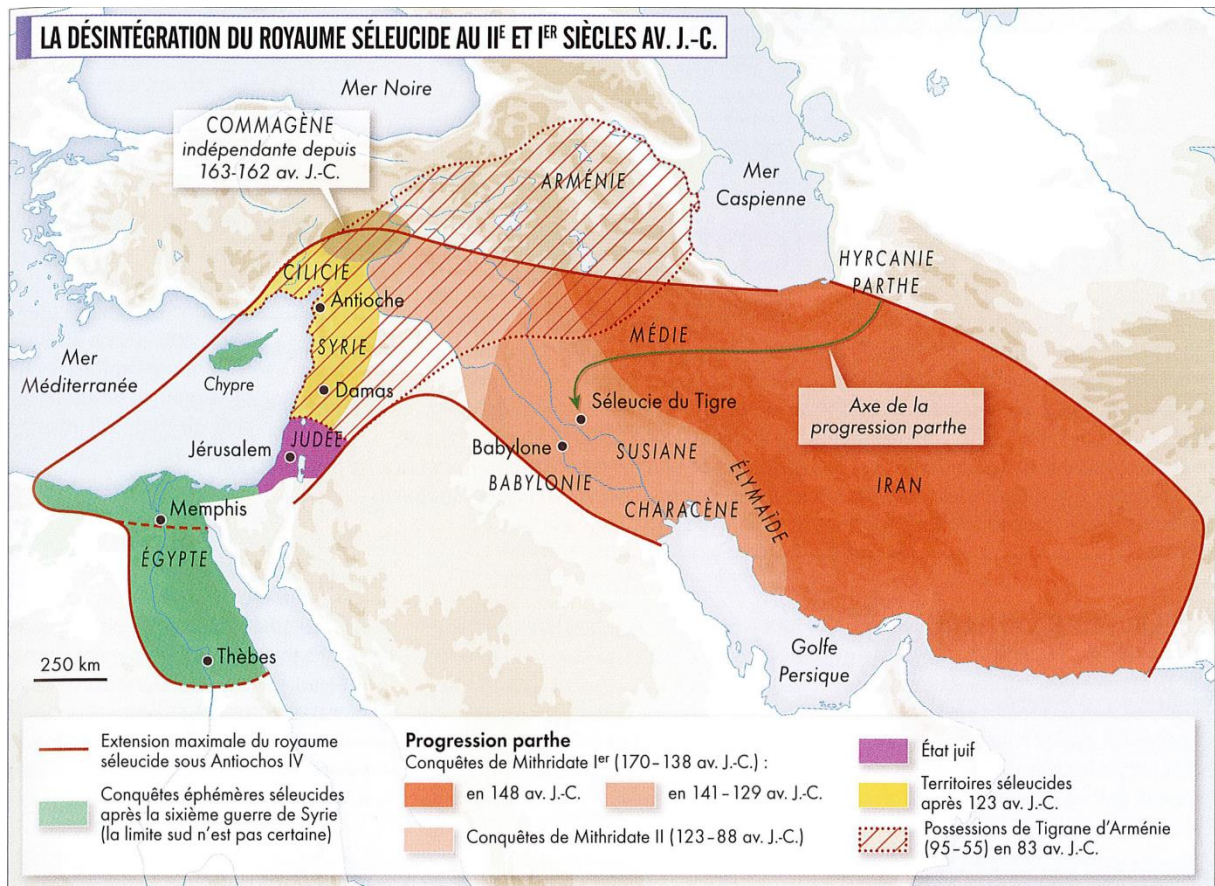 LA DÉSINTÉGRATION DU ROYAUME SÉLEUCIDE AU IIE ET IER SIÈCLES AV. J.-C.
Mer Noire
COMMAGÈNE
indépendante depuis
163-162 av. J.-C.
ARMÉNIE
Mer
Caspienne
HYRCANIE
PARTHE
CILICIE
Antioche
MÉDIE
SYRIE
Mer
Méditerranée
Chypre
Damas
Séleucie du Tigre
Axe de la
progression parthe
Jérusalem
JUDÉE
Babylone
SUSIANE
BABYLONIE
ÉLYMAÏDE
IRAN
CHARACÈNE
Memphis
ÉGYPTE
Thèbes
250 km
Golfe
Persique
Extension maximale du royaume
séleucide sous Antiochos IV
Conquêtes éphémères séleucides
après la sixième guerre de Syrie
(la limite sud n'est pas certaine)
Progression parthe
Conquêtes de Mithridate Ier (170-138 av. J.-C.) :
en 148 av. J.-C.
en 141-129 av. J.-C.
Conquêtes de Mithridate II (123-88 av. J.-C.)
État juif
Territoires séleucides
après 123 av. J.-C.
Possessions de Tigrane d'Arménie
(95-55) en 83 av. J.-C.